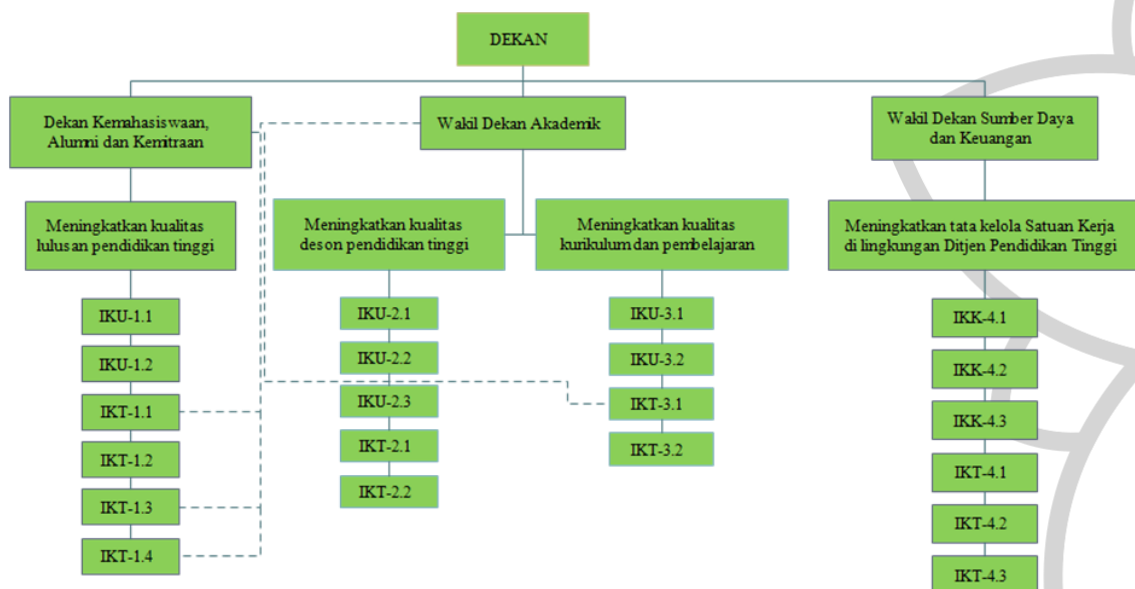 DEKAN
Dekan Kemahasiswaan,
Alumni dan Kemitraan
Wakil Dekan Akademik
Wakil Dekan Sumber Daya
dan Keuangan
Meningkatkan kualitas
lulusan pendidikan tinggi
Meningkatkan kualitas
deson pendidikan tinggi
Meningkatkan kualitas
kurikulum dan pembelajaran
Meningkatkan tata kelola Satuan Kerja
di lingkungan Ditjen Pendidikan Tinggi
IKU-1.1
IKU-1.2
IKT-1.1
IKT-1.2
IKT-1.3
IKT-1.4
IKU-2.1
IKU-2.2
IKU-2.3
IKT-2.1
IKT-2.2
IKU-3.1
IKU-3.2
IKT-3.1
IKT-3.2
IKK-4.1
IKK-4.2
IKK-4.3
IKT-4.1
IKT-4.2
IKT-4.3